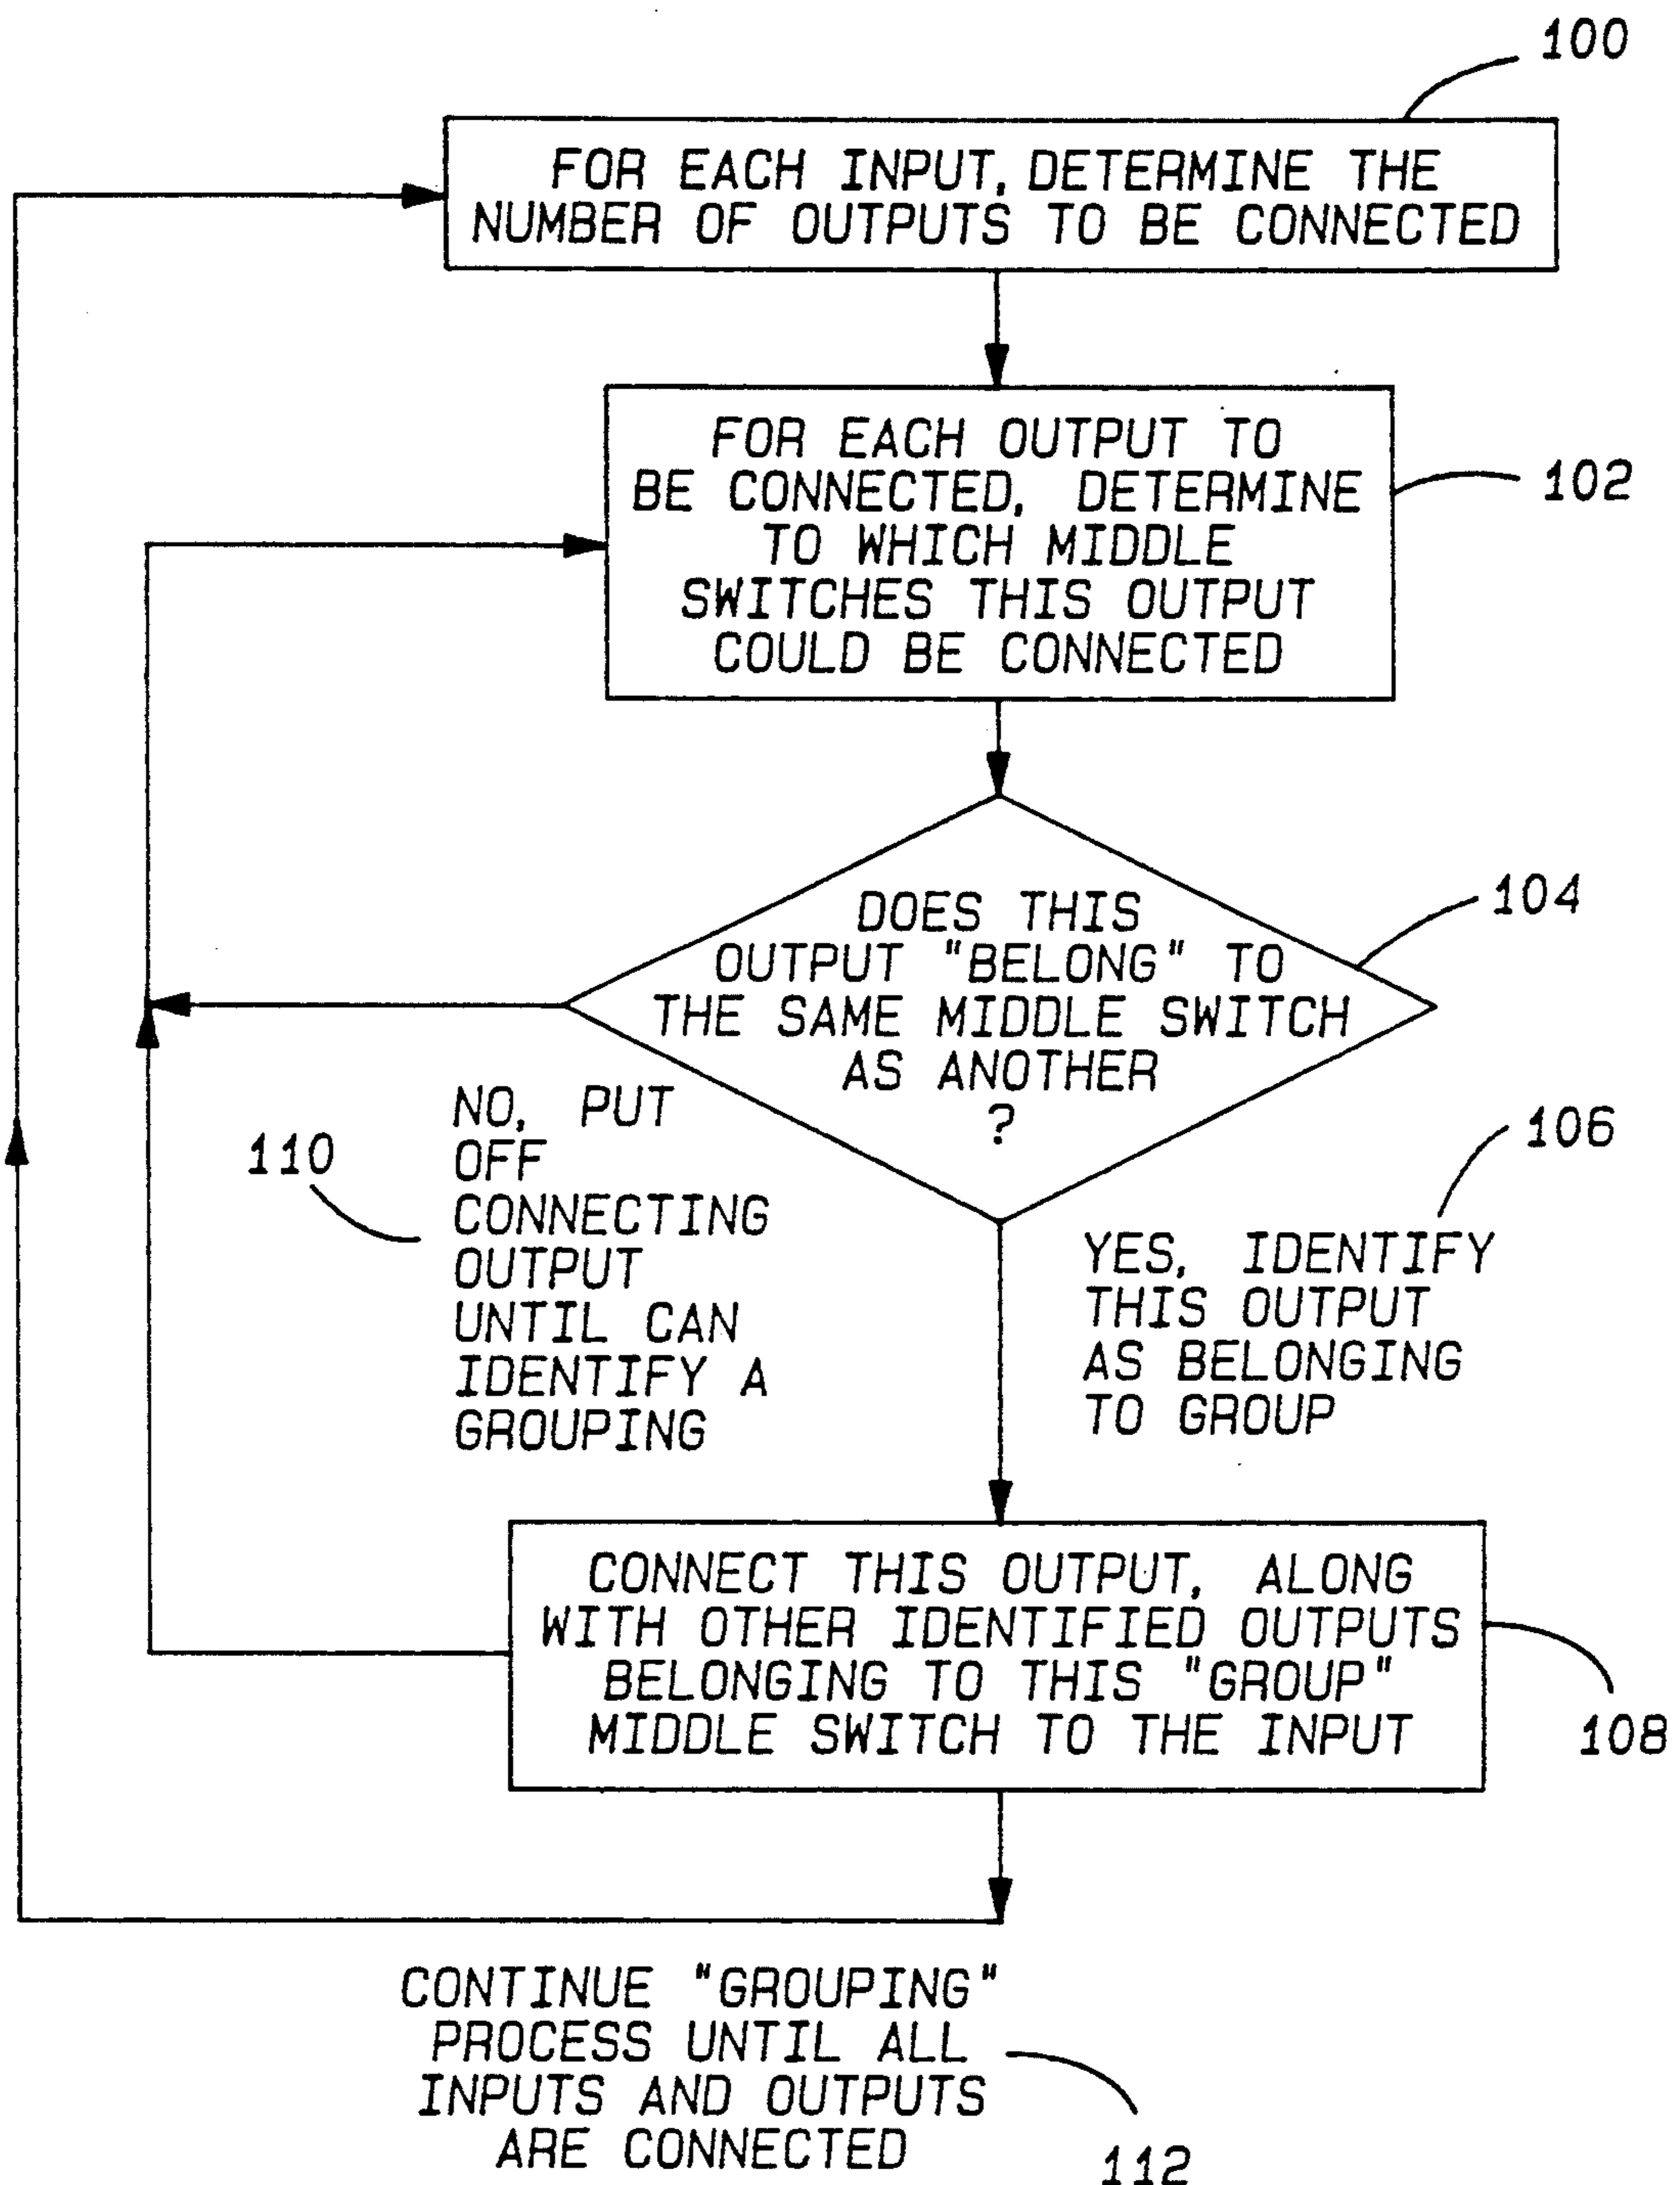 100
FOR EACH INPUT, DETERMINE THE
NUMBER OF OUTPUTS TO BE CONNECTED
FOR EACH OUTPUT TO
BE CONNECTED, DETERMINE
TO WHICH MIDDLE
SWITCHES THIS OUTPUT
COULD BE CONNECTED
102
DOES THIS
OUTPUT "BELONG" TO
THE SAME MIDDLE SWITCH
AS ANOTHER
?
104
NO, PUT
OFF
CONNECTING
OUTPUT
UNTIL CAN
IDENTIFY A
GROUPING
110
106
YES, IDENTIFY
THIS OUTPUT
AS BELONGING
TO GROUP
CONNECT THIS OUTPUT, ALONG
WITH OTHER IDENTIFIED OUTPUTS
BELONGING TO THIS "GROUP"
MIDDLE SWITCH TO THE INPUT
108
CONTINUE "GROUPING"
PROCESS UNTIL ALL
INPUTS AND OUTPUTS
ARE CONNECTED
112